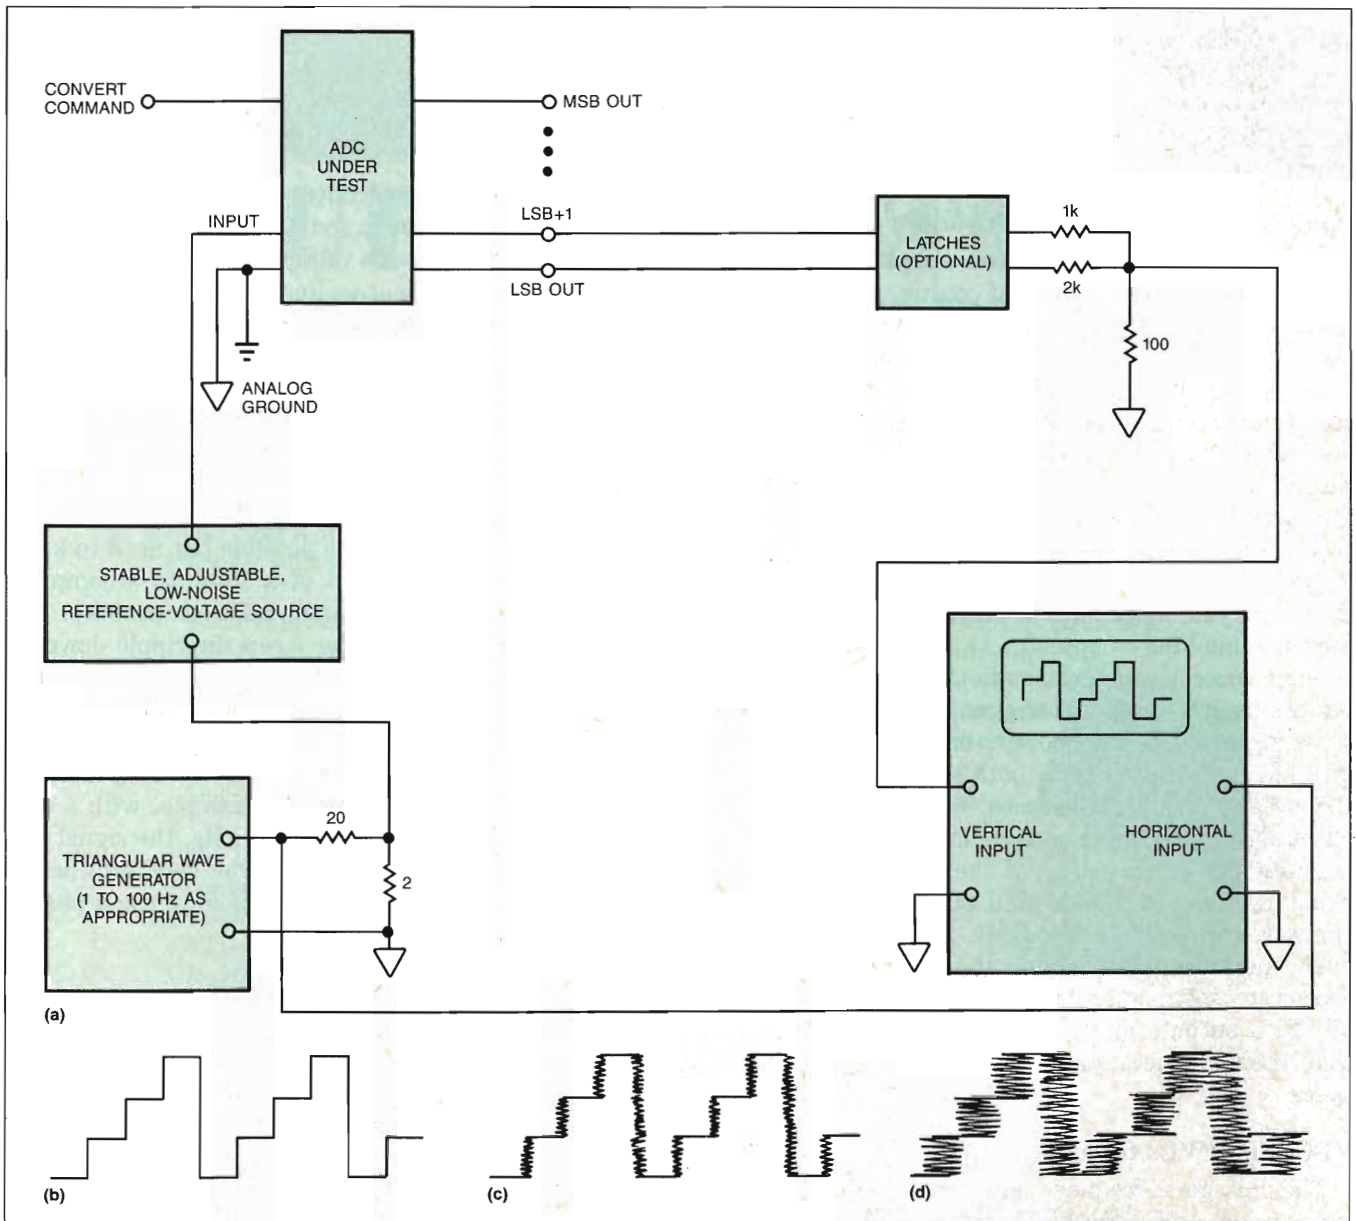 CONVERT
COMMAND
ADC
UNDER
TEST
MSB OUT
INPUT
LSB+1
LSB OUT
LATCHES
(OPTIONAL)
1k
2k
100
ANALOG
GROUND
STABLE, ADJUSTABLE,
LOW-NOISE
REFERENCE-VOLTAGE SOURCE
20
2
TRIANGULAR WAVE
GENERATOR
(1 TO 100 Hz AS
APPROPRIATE)
VERTICAL
INPUT
HORIZONTAL
INPUT
(a)
(b)
(c)
(d)